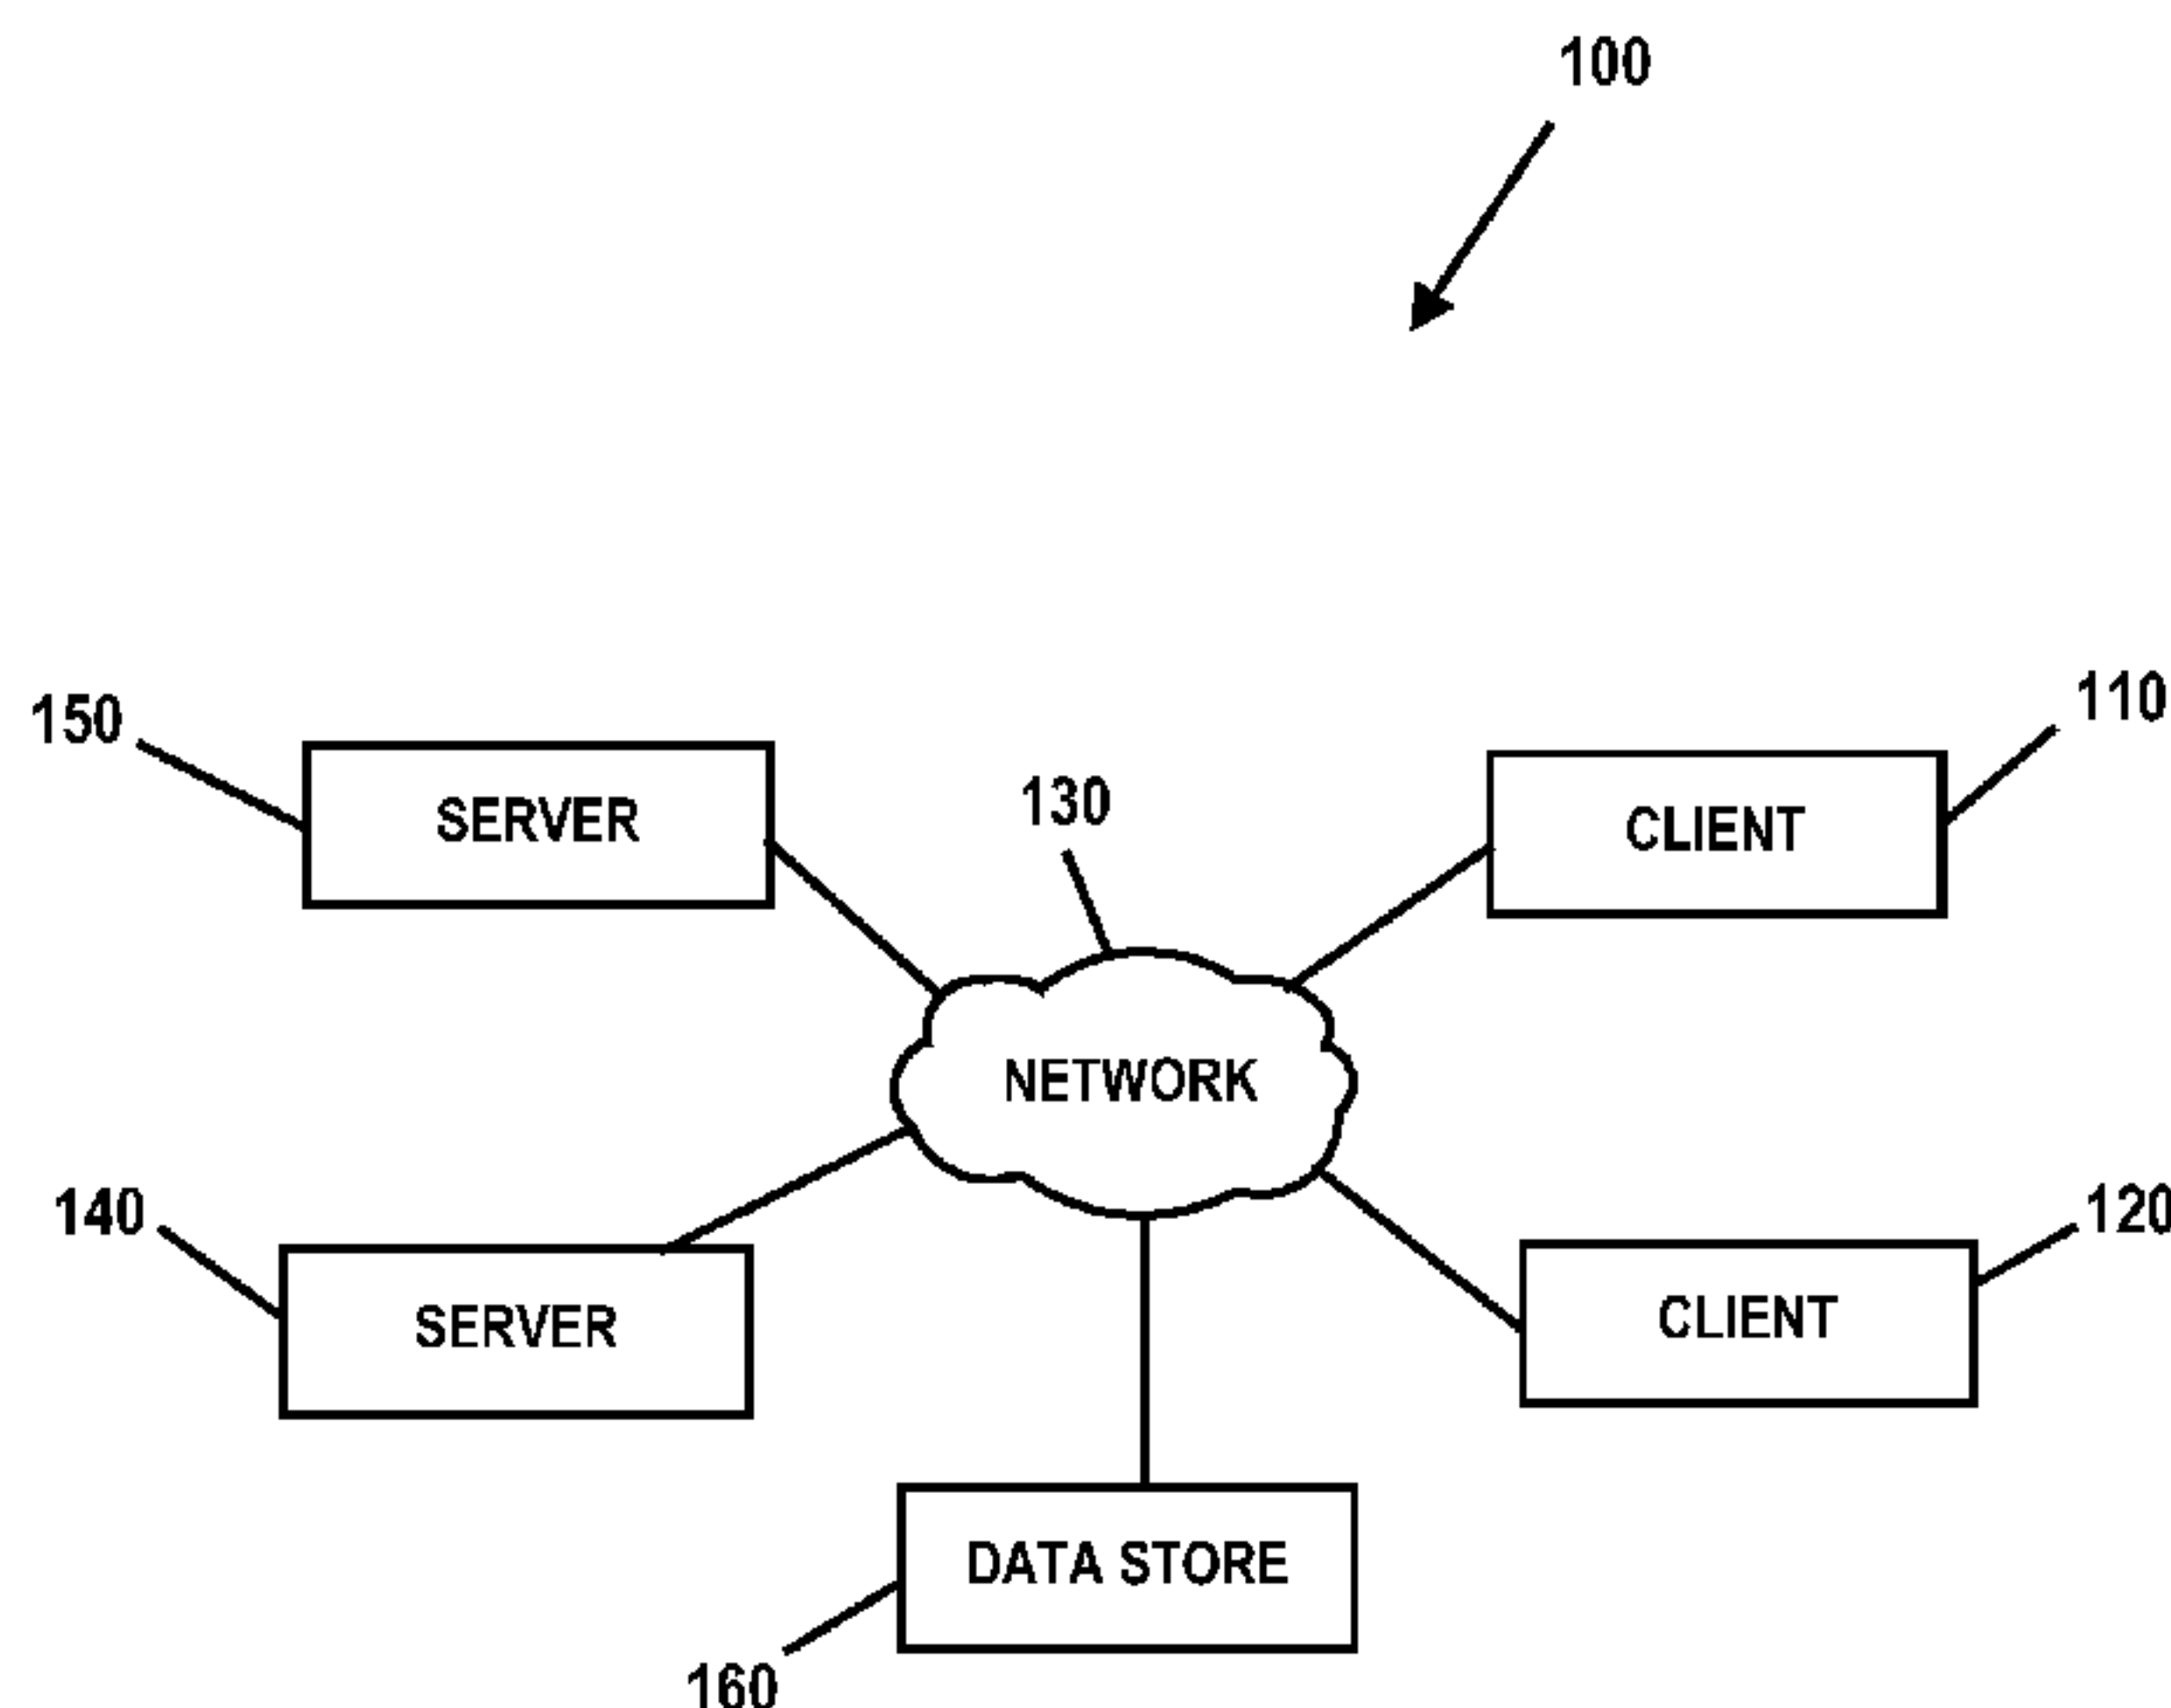 100
150
110
SERVER
130
CLIENT
NETWORK
140
120
SERVER
CLIENT
DATA STORE
160